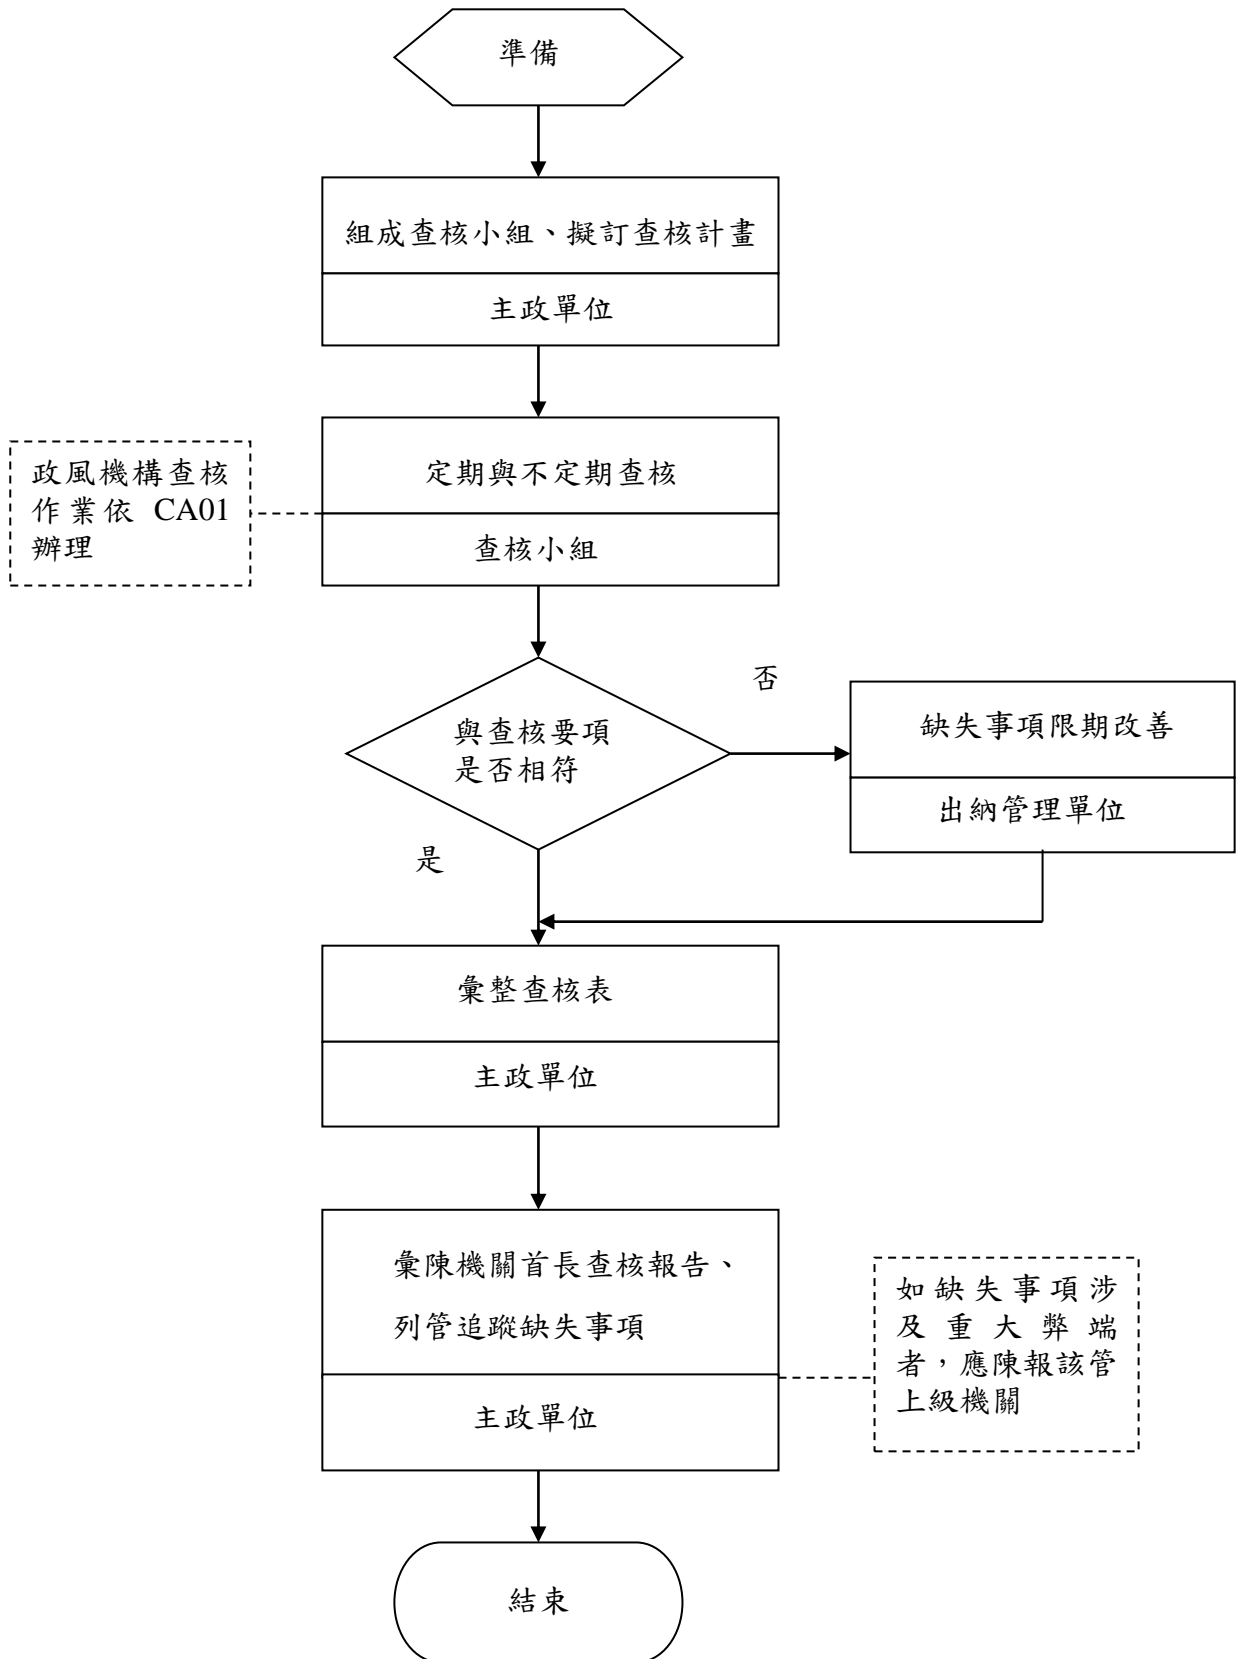 準備
組成查核小組、擬訂查核計畫
主政單位
定期與不定期查核
查核小組
政風機構查核
作業依 CA01
辦理
與查核要項
是否相符
否
缺失事項限期改善
出納管理單位
是
彙整查核表
主政單位
彙陳機關首長查核報告、
列管追蹤缺失事項
主政單位
如缺失事項涉
及重大弊端
者，應陳報該管
上級機關
結束